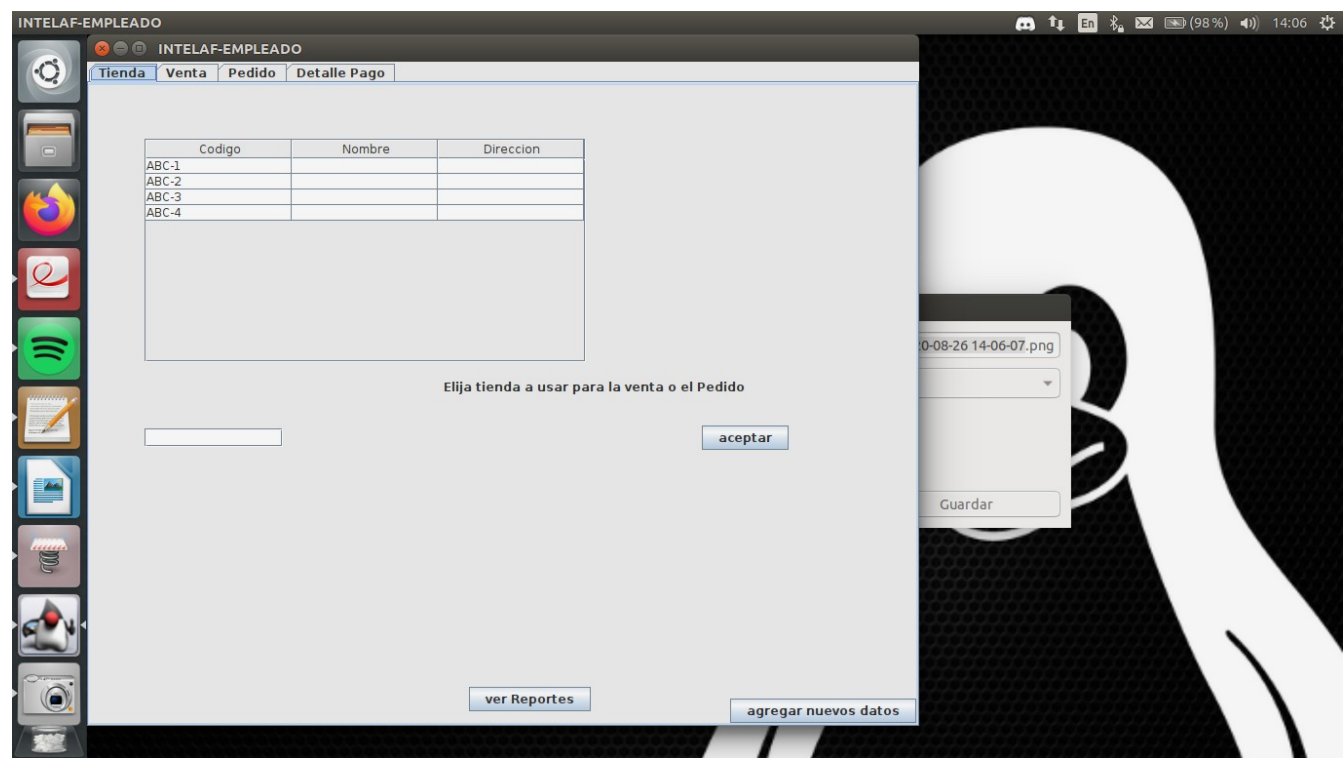 INTELAF-EMPLEADO
En
(98%)
14:06
INTELAF-EMPLEADO
Tienda Venta Pedido Detalle Pago
Codigo Nombre Direccion
ABC-1
ABC-2
ABC-3
ABC-4
0-08-26 14-06-07.png
Elija tienda a usar para la venta o el Pedido
aceptar
Guardar
ver Reportes
agregar nuevos datos